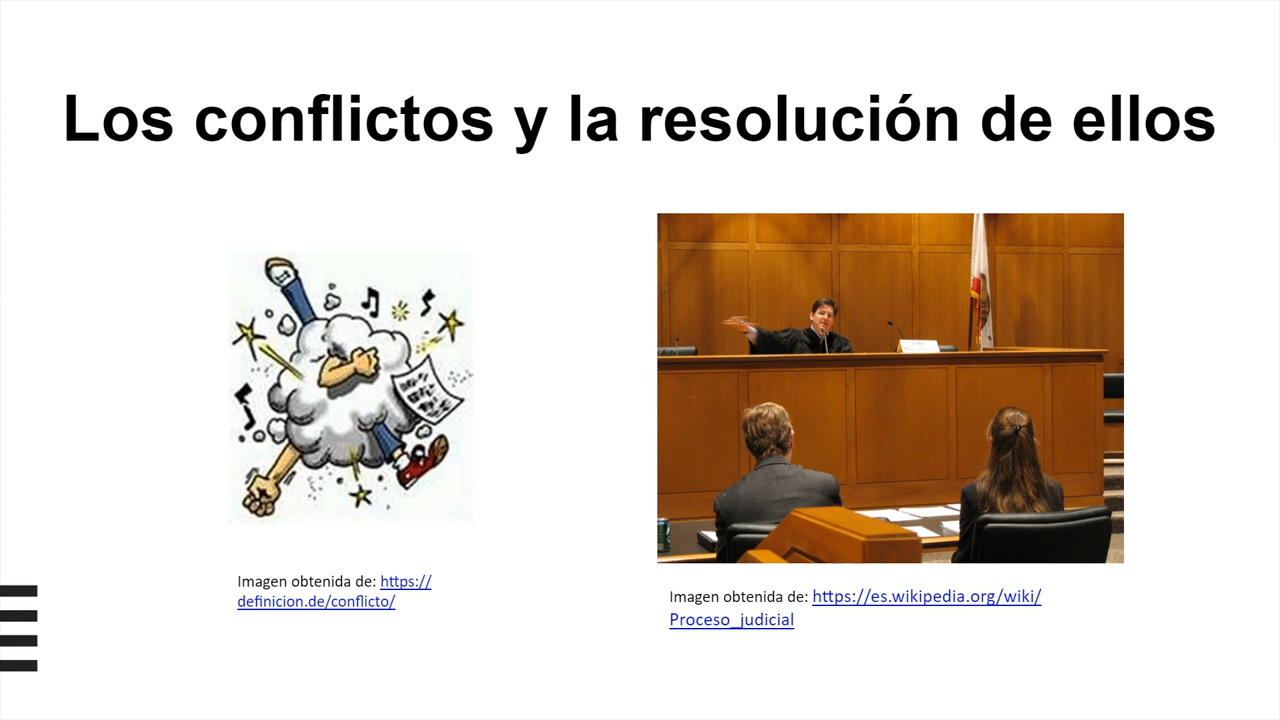 Los conflictos y la resolución de ellos
Imagen obtenida de: https://
definicion.de/conflicto/
Imagen obtenida de: https://es.wikipedia.org/wiki/
Proceso_judicial